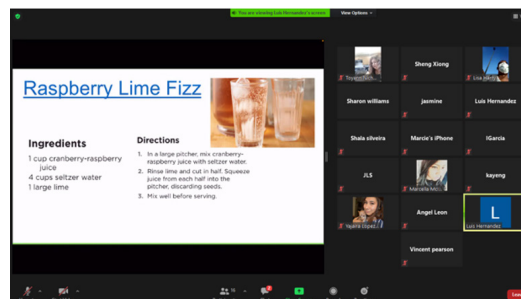 You are viewing Luis Hernandez's screen
View Options
Raspberry Lime Fizz
Ingredients
1 cup cranberry-raspberry
juice
4 cups seltzer water
1 large lime
Directions
1. In a large pitcher, mix cranberry-
raspberry juice with seltzer water.
2. Rinse lime and cut in half. Squeeze
juice from each half into the
pitcher, discarding seeds.
3. Mix well before serving.
Sheng Xiong
Sharon williams
jasmine
Luis Hernandez
Shala silveira
Marcie's iPhone
IGarcia
JLS
kayeng
Angel Leon
L
Luis Hernandez
Vincent pearson
16